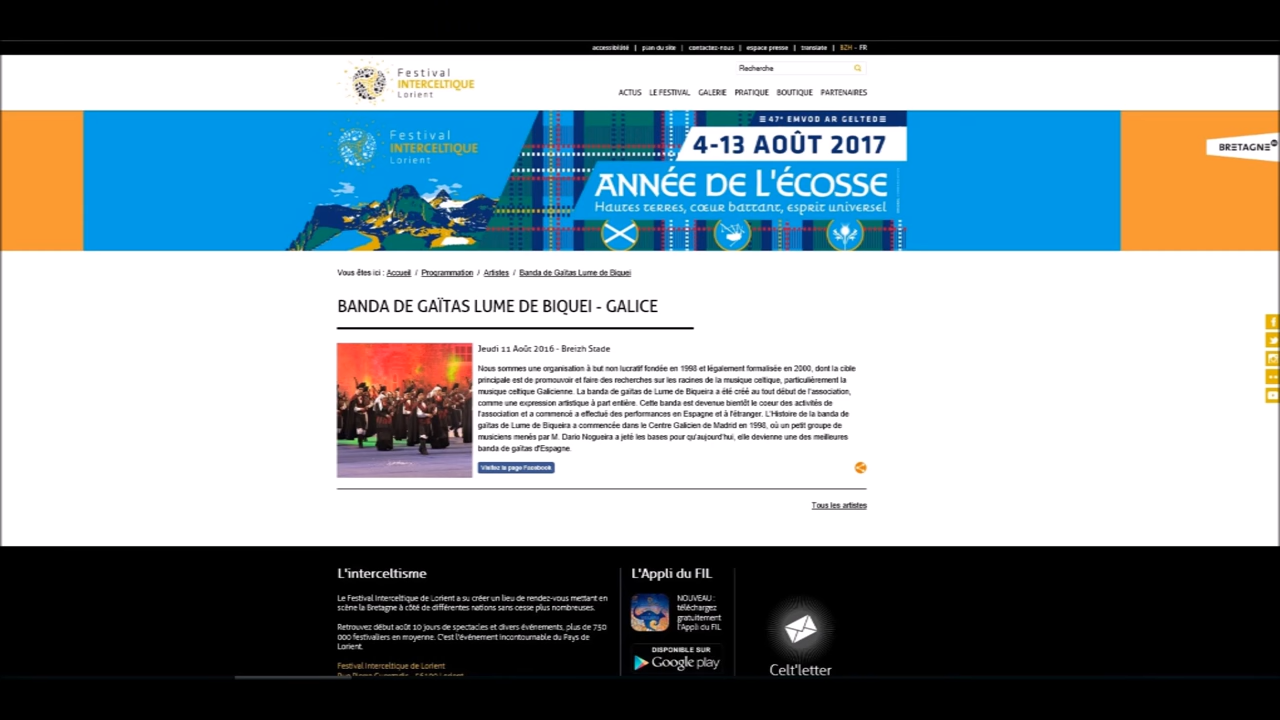 accessibilité | plan du site | contactez-nous | espace presse | translate | BZH - FR
Festival
INTERCELTIQUE
Lorient
Recherche
ACTUS LE FESTIVAL GALERIE PRATIQUE BOUTIQUE PARTENAIRES
47e EMVOD AR GELTED
Festival
INTERCELTIQUE
Lorient
4-13 AOÛT 2017
ANNÉE DE L'ÉCOSSE
Hautes terres, cœur battant, esprit universel
BRETAGNE
Vous êtes ici : Accueil / Programmation / Artistes / Banda de Gaïtas Lume de Biquei
BANDA DE GAÏTAS LUME DE BIQUEI - GALICE
Jeudi 11 Août 2016 - Breizh Stade
Nous sommes une organisation à but non lucratif fondée en 1998 et légalement formalisée en 2000, dont la cible
principale est de promouvoir et faire des recherches sur les racines de la musique celtique, particulièrement la
musique celtique Galicienne. La banda de gaïtas de Lume de Biqueira a été créé au tout début de l'association,
comme une expression artistique à part entière. Cette banda est devenue bientôt le coeur des activités de
l'association et a commencé a effectué des performances en Espagne et à l'étranger. L'Histoire de la banda de
gaïtas de Lume de Biqueira a commencée dans le Centre Galicien de Madrid en 1998, où un petit groupe de
musiciens menés par M. Dario Nogueira a jeté les bases pour qu'aujourd'hui, elle devienne une des meilleures
banda de gaïtas d'Espagne.
Visitez la page Facebook
Tous les artistes
L'interceltisme
Le Festival Interceltique de Lorient a su créer un lieu de rendez-vous mettant en
scène la Bretagne à côté de différentes nations sans cesse plus nombreuses.
Retrouvez début août 10 jours de spectacles et divers événements, plus de 750
000 festivaliers en moyenne. C'est l'événement incontournable du Pays de
Lorient.
Festival Interceltique de Lorient
L'Appli du FIL
NOUVEAU :
téléchargez
gratuitement
l'Appli du FIL
DISPONIBLE SUR
Google play
Celt'letter